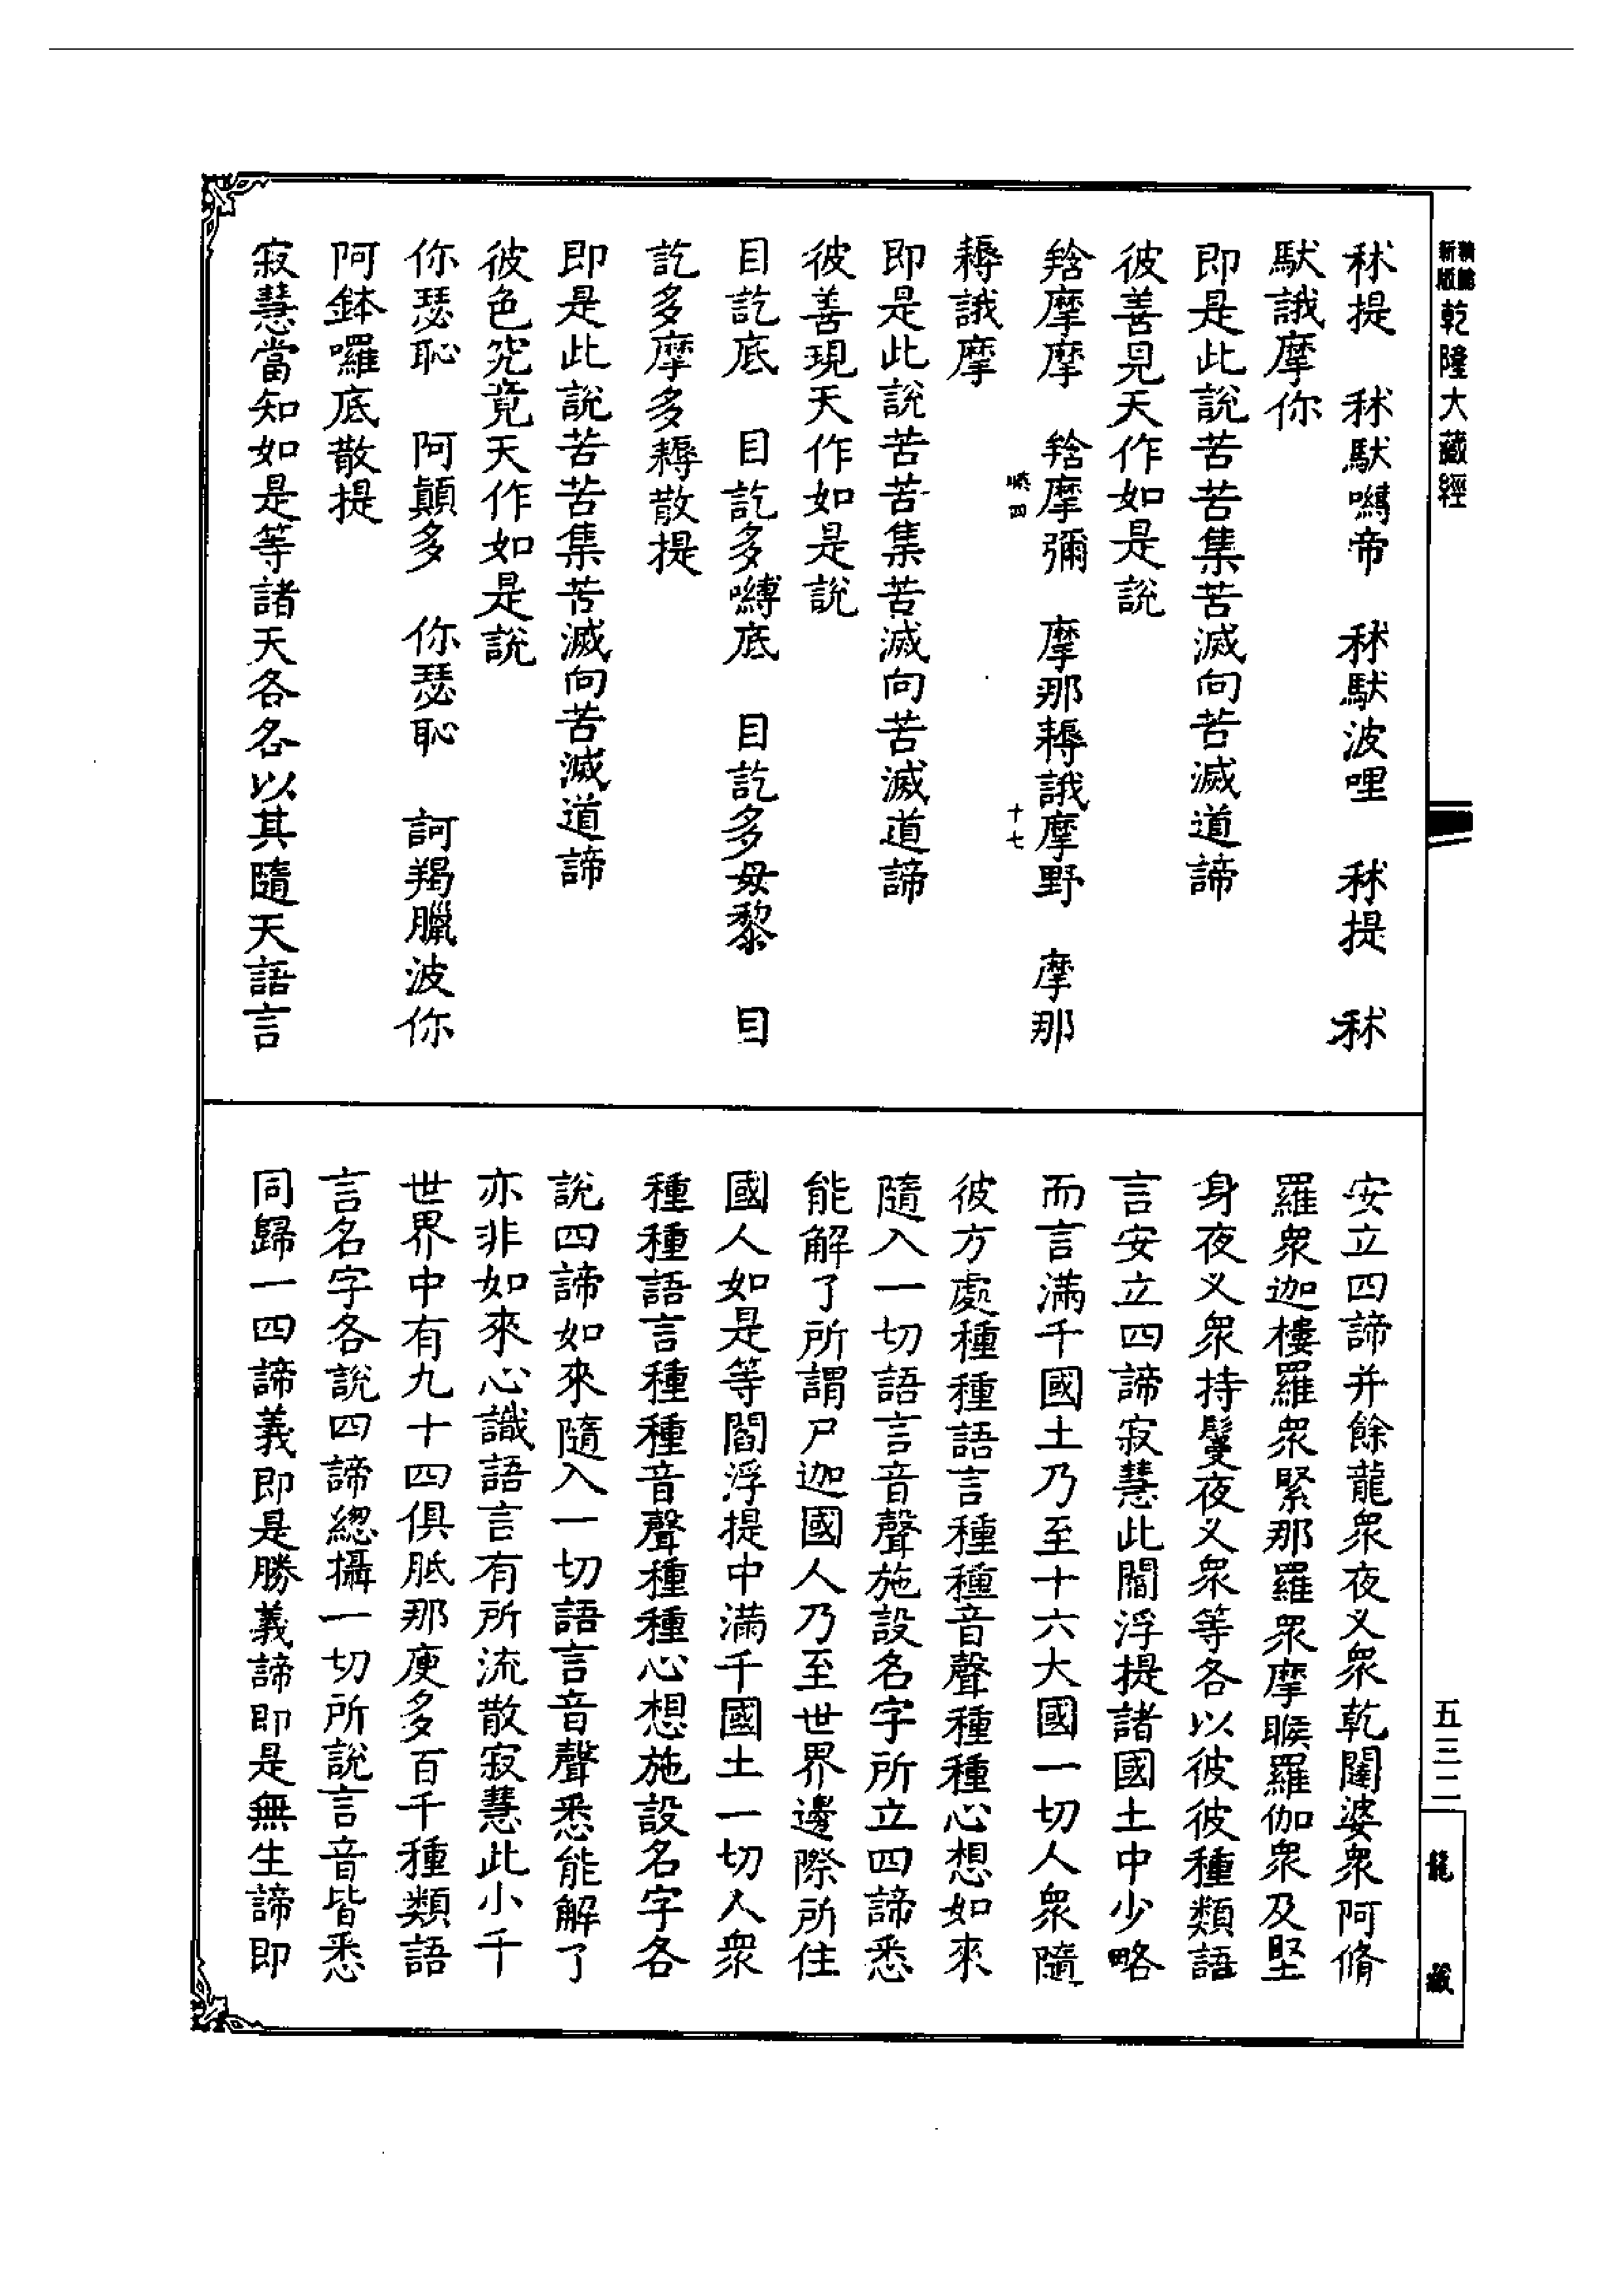 新版
乾隆大藏經
秫提　秫馱㘄帝　秫馱波哩　秫提　秫
馱誐摩你
即是此說苦苦集苦滅向苦滅道諦
彼善見天作如是說
摩摩　摩彌　摩那耨誐摩野　摩那
四　十七
耨誐摩
即是此說苦苦集苦滅向苦滅道諦
彼善現天作如是說
目訖底　目訖多嚩底　目訖多毋黎　目
訖多摩多耨散提
即是此說苦苦集苦滅向苦滅道諦
彼色究竟天作如是說
你瑟恥　阿顛多　你瑟恥　訶羯臘波你
阿鉢囉底散提
寂慧當知如是等諸天各各以其隨天語言
安立四諦并餘龍衆夜叉衆乾闥婆衆阿脩
羅衆迦樓羅衆緊那羅衆摩睺羅伽衆及堅
身夜叉衆持鬘夜叉衆等各以彼彼種類語
言安立四諦寂慧此閻浮提諸國土中少略
而言滿千國土乃至十六大國一切人衆隨
彼方處種種語言種種音聲種種心想如來
隨入一切語言音聲施設名字所立四諦悉
能解了所謂尸迦國人乃至世界邊際所住
國人如是等閻浮提中滿千國土一切人衆
種種語言種種音聲種種心想施設名字各
說四諦如來隨入一切語言音聲悉能解了
亦非如來心識語言有所流散寂慧此小千
世界中有九十四俱胝那庾多百千種類語
言名字各說四諦總攝一切所說言音皆悉
同歸一四諦義即是勝義諦即是無生諦即
五三二
龍藏